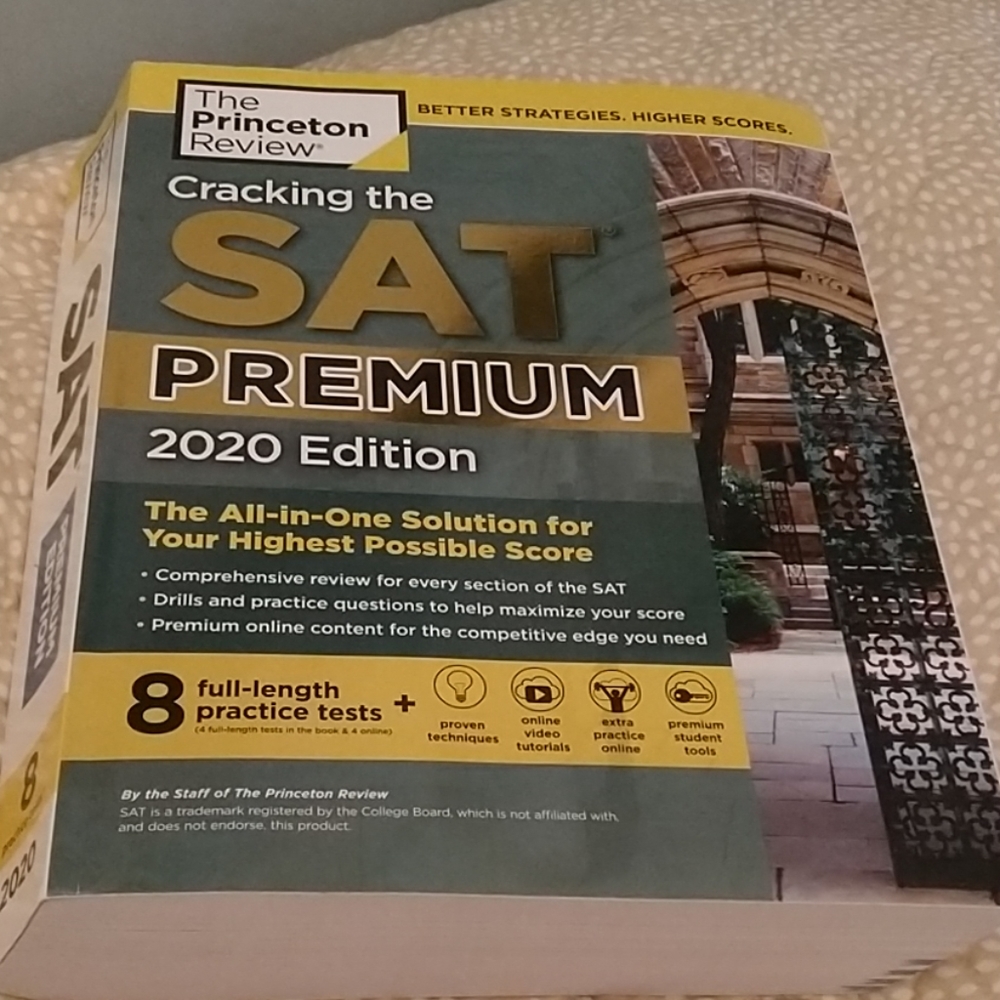 The
Princeton
Review®
BETTER STRATEGIES. HIGHER SCORES.
Cracking the
SAT®
PREMIUM
2020 Edition
The All-in-One Solution for
Your Highest Possible Score
• Comprehensive review for every section of the SAT
• Drills and practice questions to help maximize your score
• Premium online content for the competitive edge you need
8 full-length
practice tests +
(4 full-length tests in the book & 4 online)
proven
techniques
online
video
tutorials
extra
practice
online
premium
student
tools
By the Staff of The Princeton Review
SAT is a trademark registered by the College Board, which is not affiliated with,
and does not endorse, this product.
SAT
PREMIUM
EDITION
8
2020